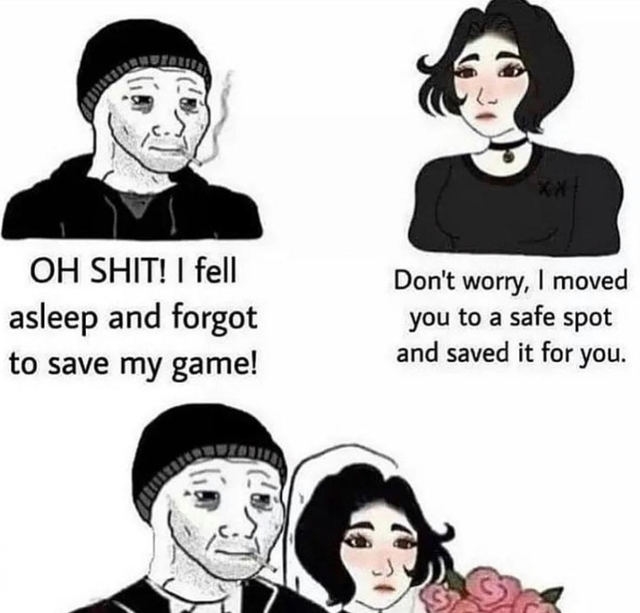 OH SHIT! I fell
asleep and forgot
to save my game!
Don't worry, I moved
you to a safe spot
and saved it for you.